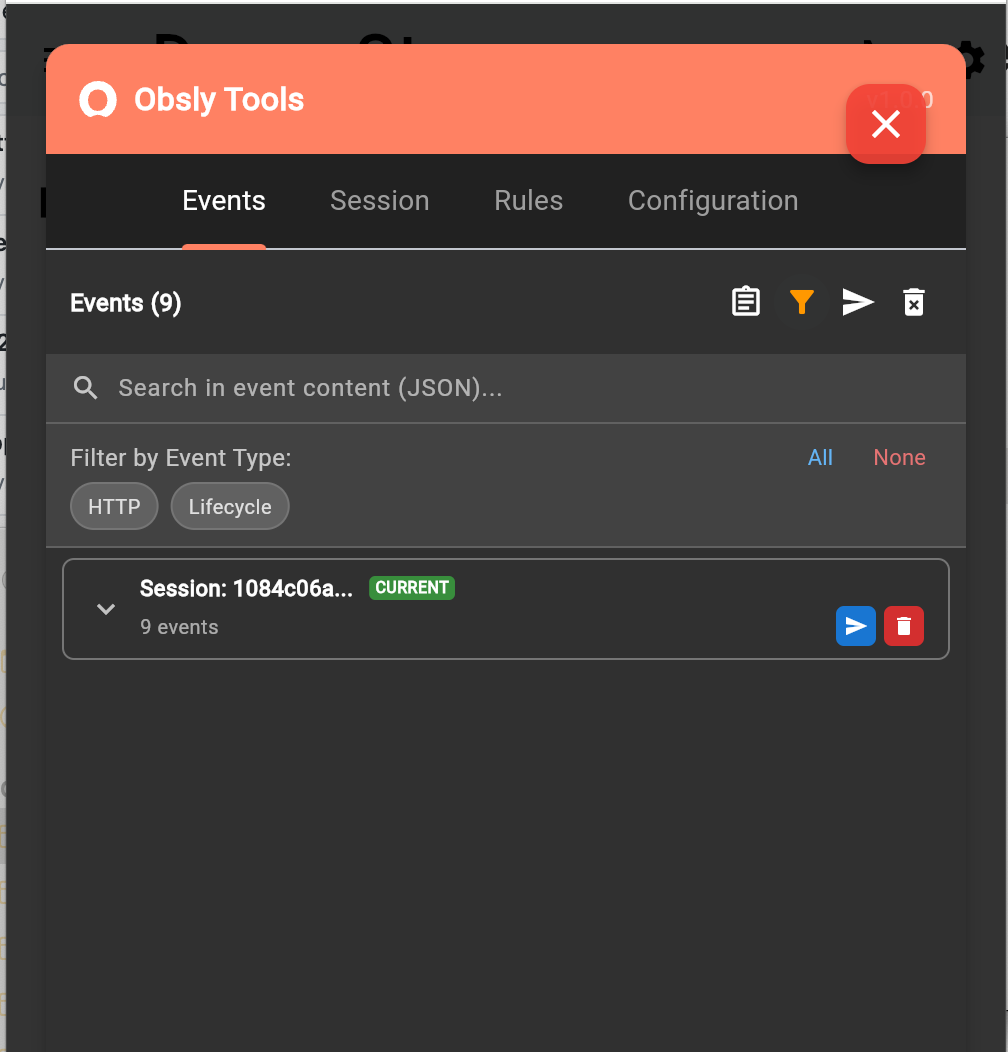 Obsly Tools
Events Session Rules Configuration
Events (9)
Search in event content (JSON)...
Filter by Event Type:
All None
HTTP Lifecycle
Session: 1084c06a... CURRENT
9 events